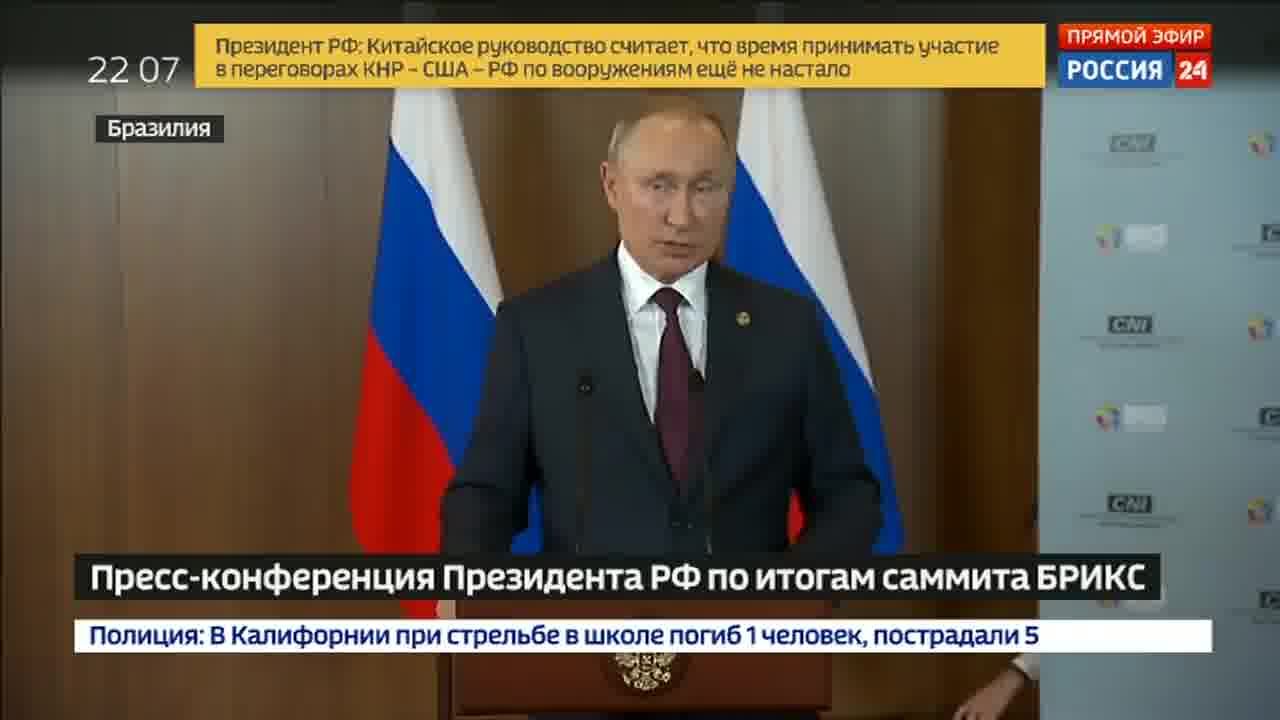 22 07
Президент РФ: Китайское руководство считает, что время принимать участие
в переговорах КНР – США – РФ по вооружениям ещё не настало
ПРЯМОЙ ЭФИР
РОССИЯ 24
Бразилия
CNI
CNI
CNI
Пресс-конференция Президента РФ по итогам саммита БРИКС
Полиция: В Калифорнии при стрельбе в школе погиб 1 человек, пострадали 5